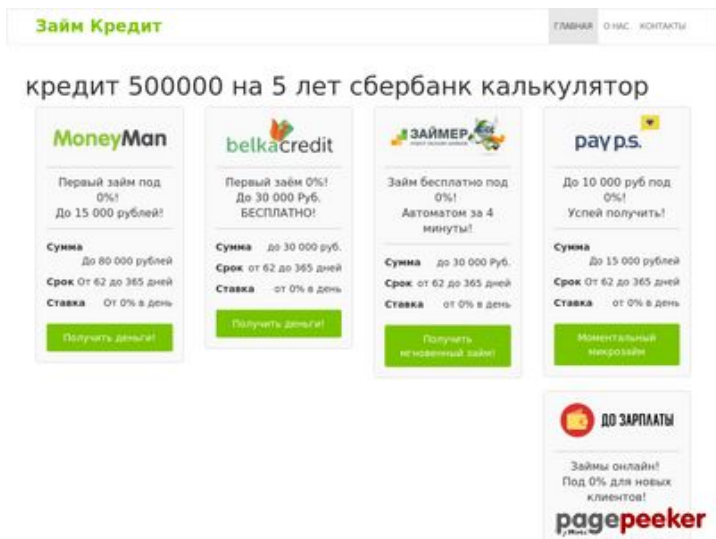 Займ Кредит
ГЛАВНАЯ О НАС КОНТАКТЫ
кредит 500000 на 5 лет сбербанк калькулятор
MoneyMan
Первый займ под
0%!
До 15 000 рублей!
Сумма
До 80 000 рублей
Срок От 62 до 365 дней
Ставка От 0% в день
Получить деньги!
belkacredit
Первый заём 0%!
До 30 000 Руб.
БЕСПЛАТНО!
Сумма до 30 000 руб.
Срок от 62 до 365 дней
Ставка от 0% в день
Получить деньги!
ЗАЙМЕР
Займ бесплатно под
0%!
Автоматом за 4
минуты!
Сумма до 30 000 Руб.
Срок от 62 до 365 дней
Ставка от 0% в день
Получить
мгновенный займ!
pay p.s.
До 10 000 руб под
0%!
Успей получить!
Сумма
До 15 000 рублей
Срок От 62 до 365 дней
Ставка от 0% в день
Моментальный
микрозайм
ДО ЗАРПЛАТЫ
Займы онлайн!
Под 0% для новых
клиентов!
pagepeeker